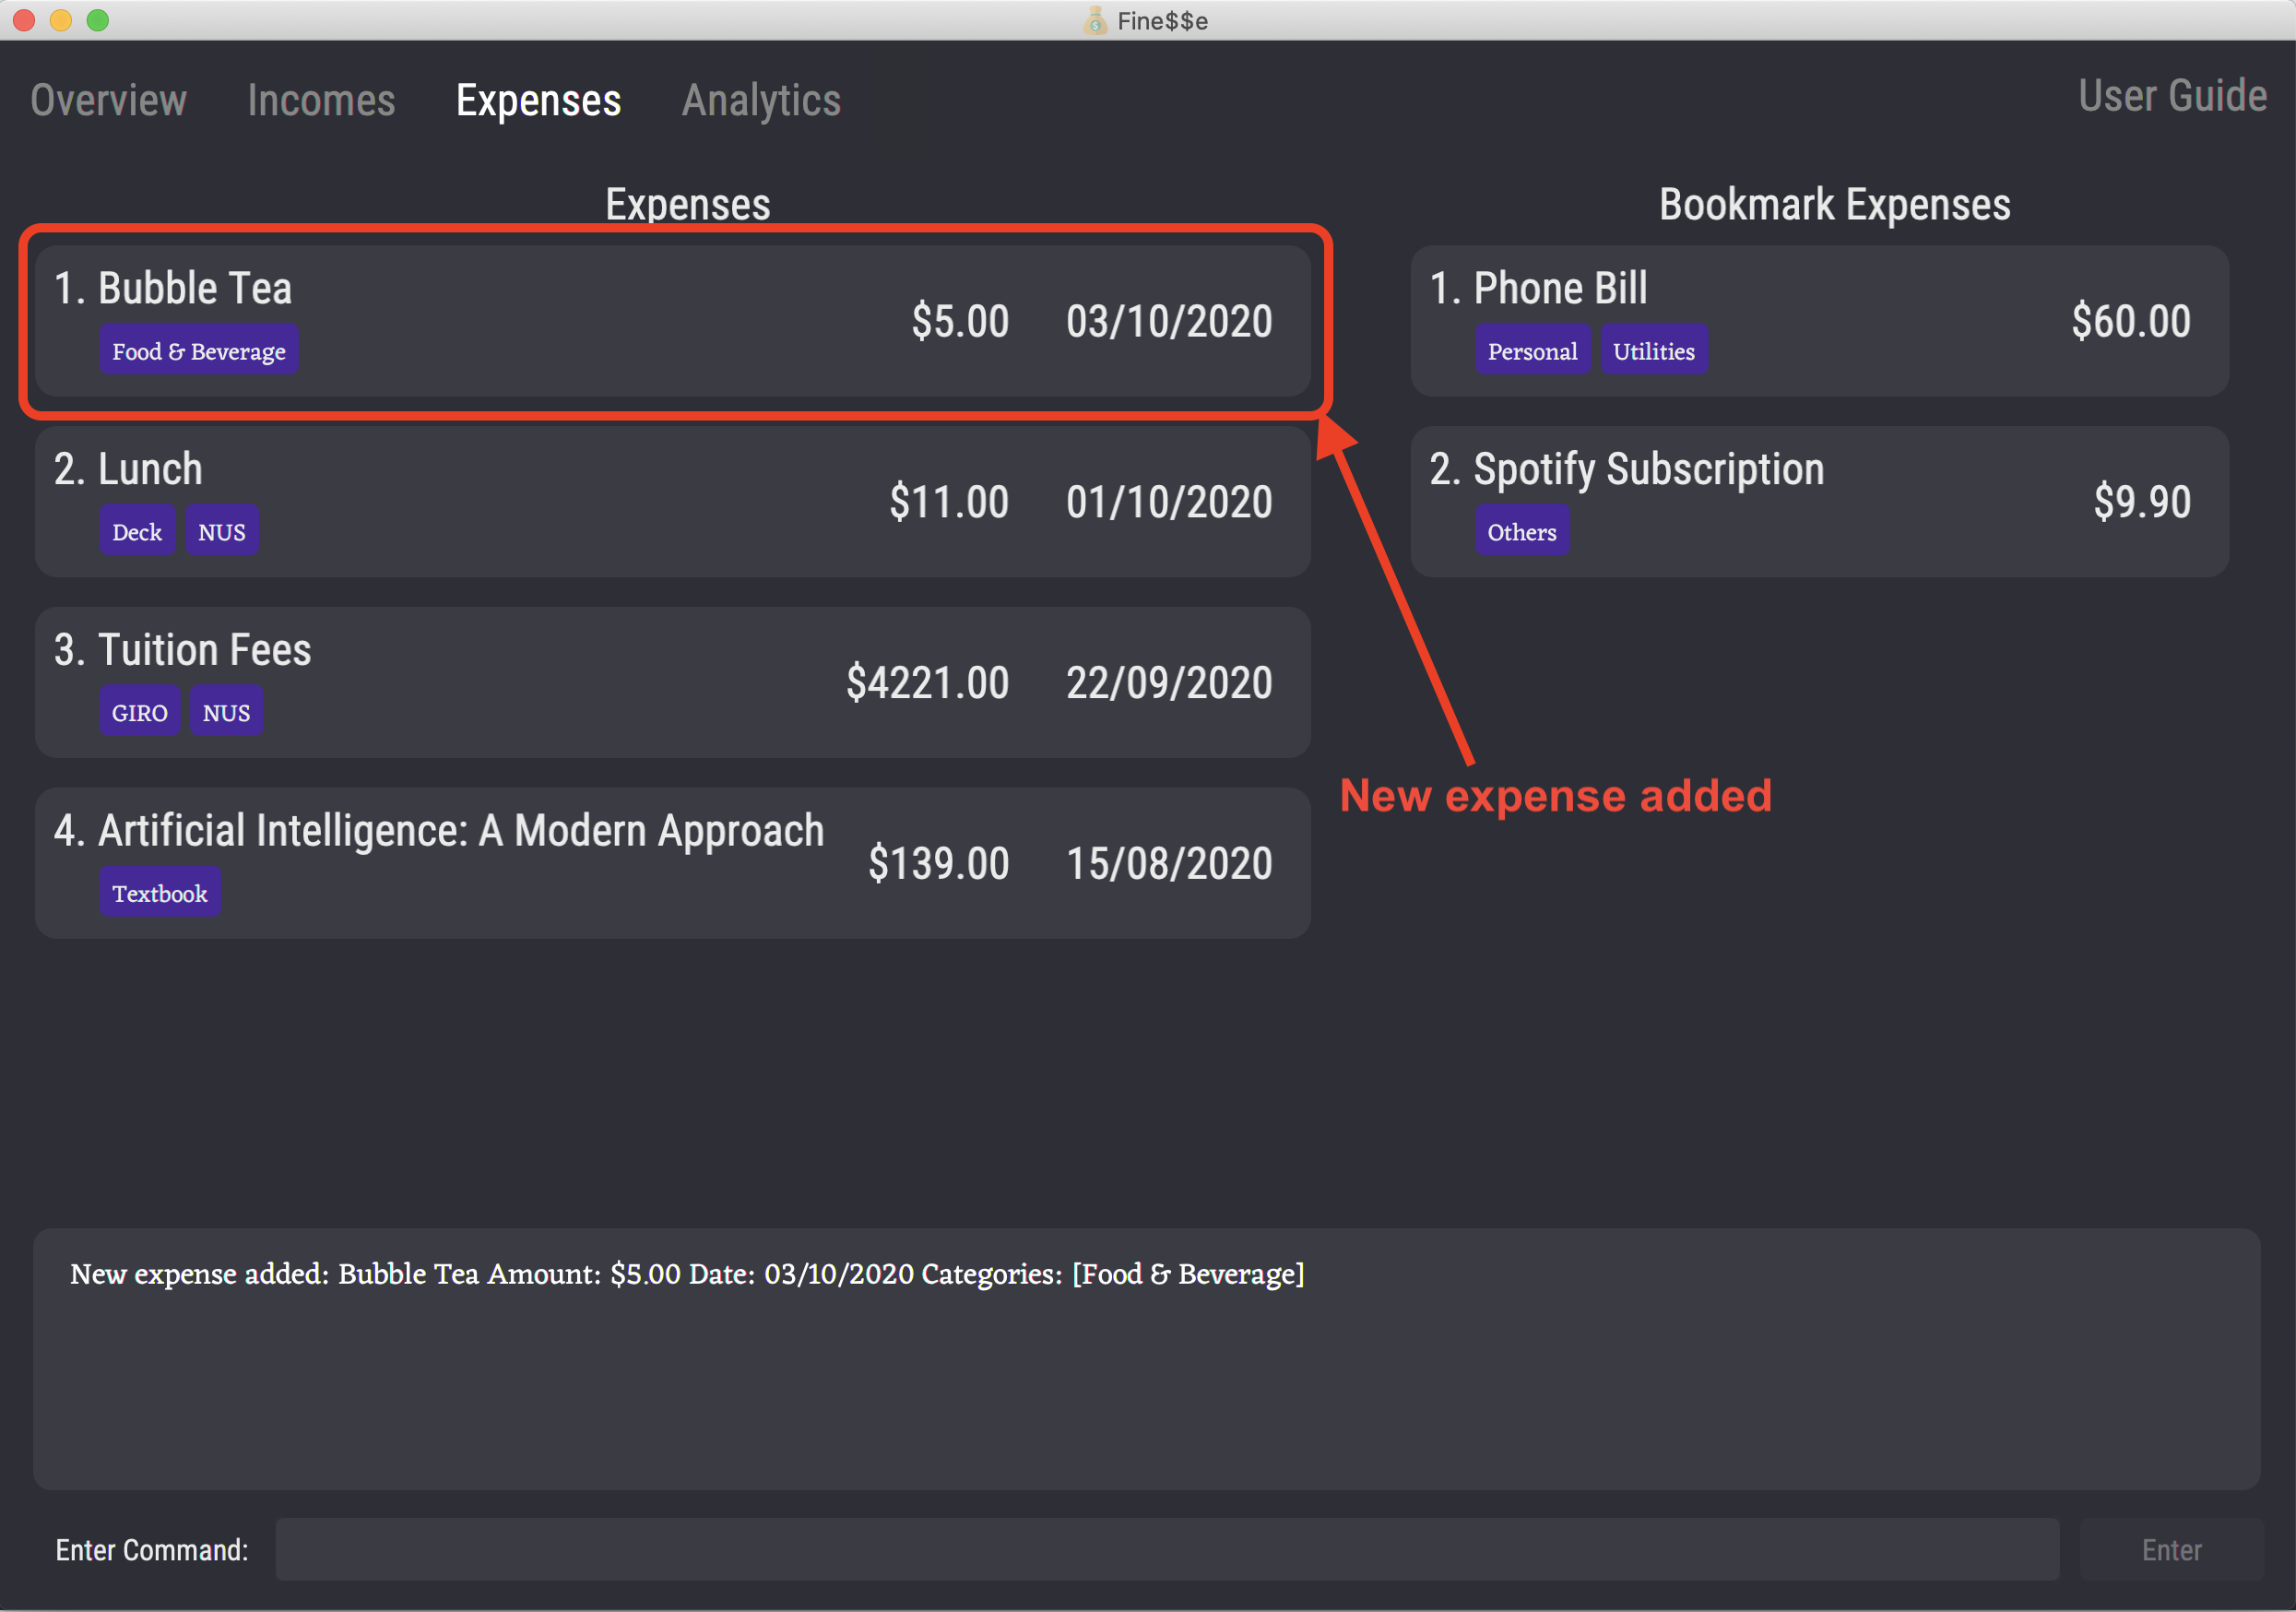 Fine$$e
Overview Incomes Expenses Analytics User Guide
Expenses
1. Bubble Tea
$5.00 03/10/2020
Food & Beverage
2. Lunch
$11.00 01/10/2020
Deck NUS
3. Tuition Fees
$4221.00 22/09/2020
GIRO NUS
4. Artificial Intelligence: A Modern Approach
$139.00 15/08/2020
Textbook
Bookmark Expenses
1. Phone Bill
$60.00
Personal Utilities
2. Spotify Subscription
$9.90
Others
New expense added
New expense added: Bubble Tea Amount: $5.00 Date: 03/10/2020 Categories: [Food & Beverage]
Enter Command: Enter